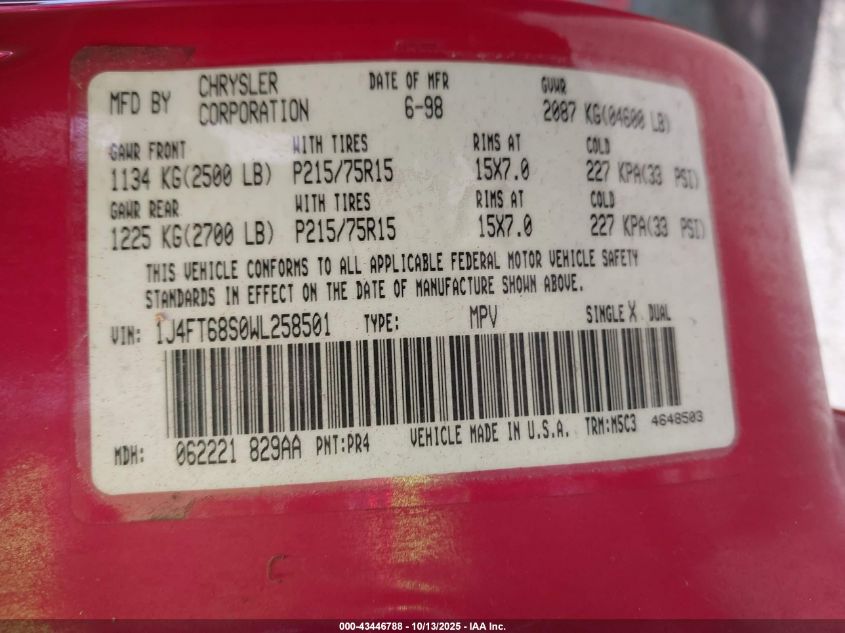 MFD BY CHRYSLER CORPORATION DATE OF MFR 6-98 GVWR 2087 KG(04600 LB)
GAWR FRONT WITH TIRES RIMS AT COLD
1134 KG(2500 LB) P215/75R15 15X7.0 227 KPA(33 PSI)
GAWR REAR WITH TIRES RIMS AT COLD
1225 KG(2700 LB) P215/75R15 15X7.0 227 KPA(33 PSI)
THIS VEHICLE CONFORMS TO ALL APPLICABLE FEDERAL MOTOR VEHICLE SAFETY
STANDARDS IN EFFECT ON THE DATE OF MANUFACTURE SHOWN ABOVE.
VIN: 1J4FT68S0WL258501 TYPE: MPV SINGLE X DUAL
MDH: 062221 829AA PNT:PR4 VEHICLE MADE IN U.S.A. TRM:M5C3 4648503
000-43446788 - 10/13/2025 - IAA Inc.